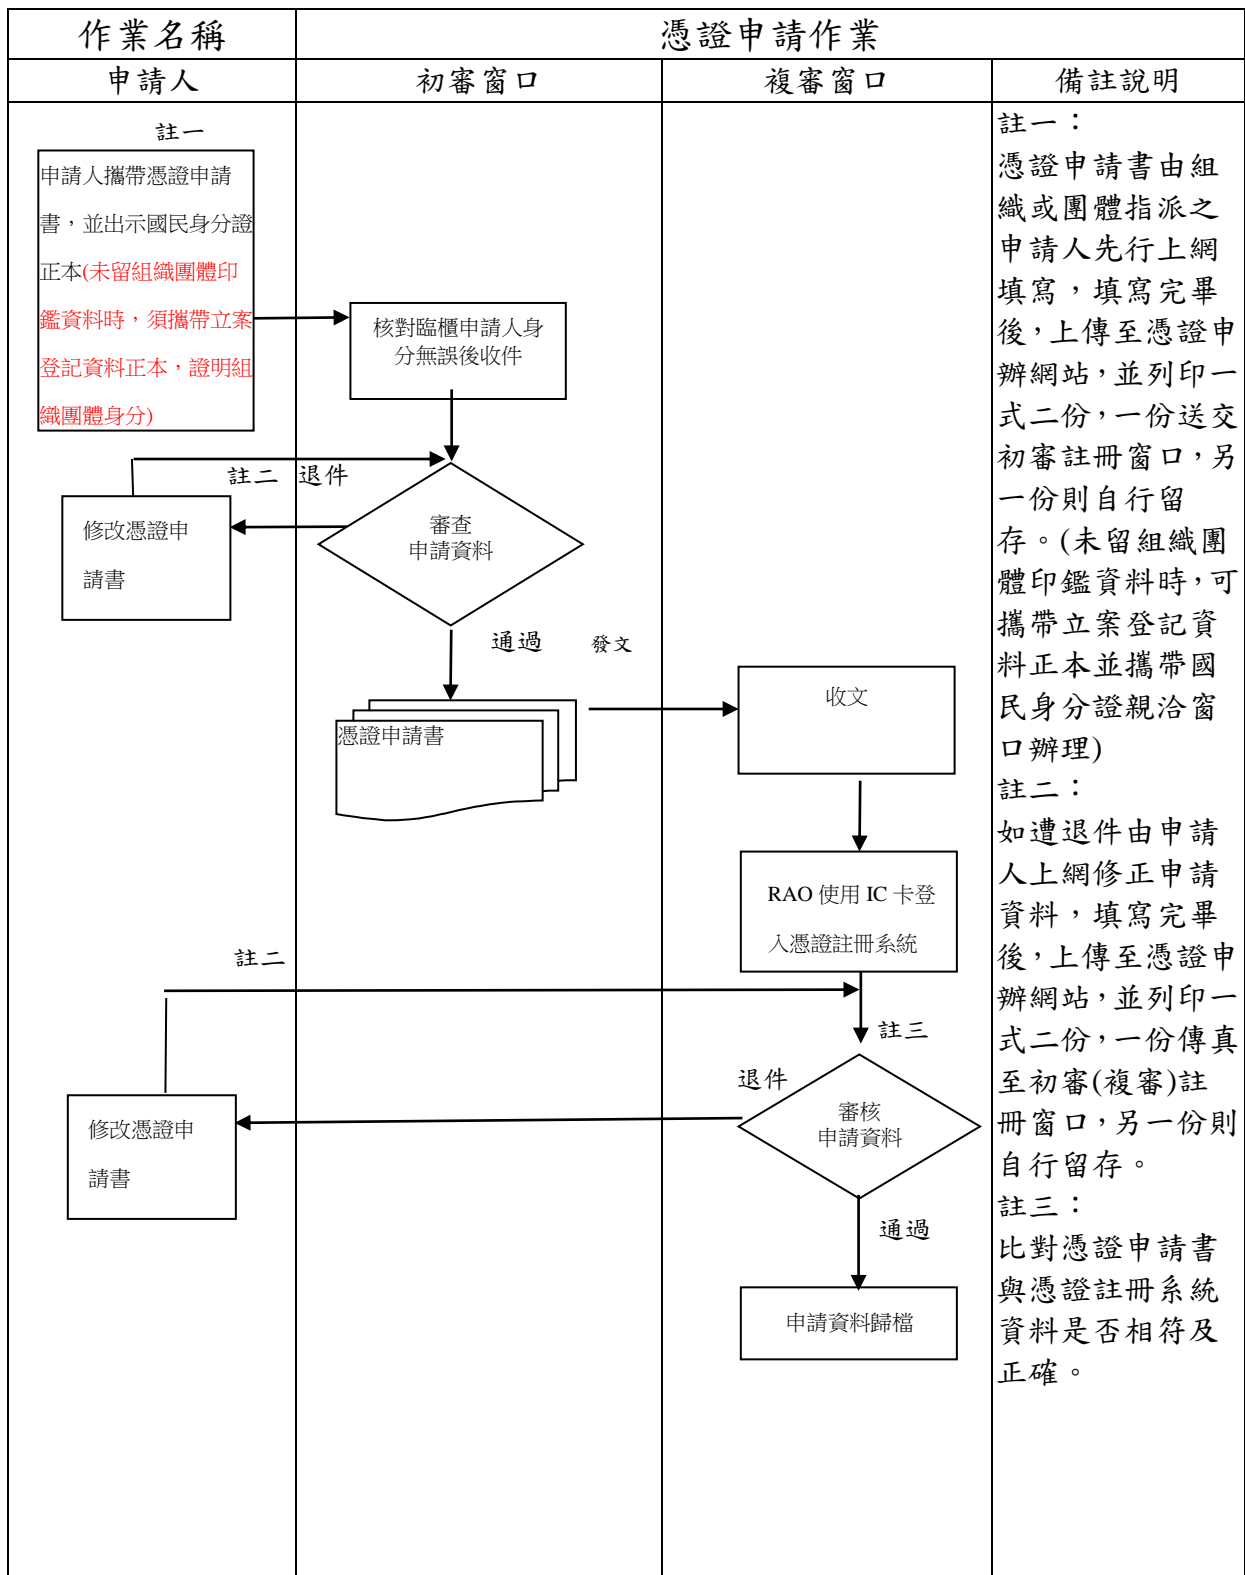 作業名稱
憑證申請作業
申請人
初審窗口
複審窗口
備註說明
註一
申請人攜帶憑證申請
書，並出示國民身分證
正本(未留組織團體印
鑑資料時，須攜帶立案
登記資料正本，證明組
織團體身分)
核對臨櫃申請人身
分無誤後收件
註二
退件
修改憑證申
請書
審查
申請資料
通過
發文
憑證申請書
收文
RAO 使用 IC 卡登
入憑證註冊系統
註二
註三
退件
修改憑證申
請書
審核
申請資料
通過
申請資料歸檔
註一：
憑證申請書由組
織或團體指派之
申請人先行上網
填寫，填寫完畢
後，上傳至憑證申
辦網站，並列印一
式二份，一份送交
初審註冊窗口，另
一份則自行留
存。(未留組織團
體印鑑資料時，可
攜帶立案登記資
料正本並攜帶國
民身分證親洽窗
口辦理)
註二：
如遭退件由申請
人上網修正申請
資料，填寫完畢
後，上傳至憑證申
辦網站，並列印一
式二份，一份傳真
至初審(複審)註
冊窗口，另一份則
自行留存。
註三：
比對憑證申請書
與憑證註冊系統
資料是否相符及
正確。